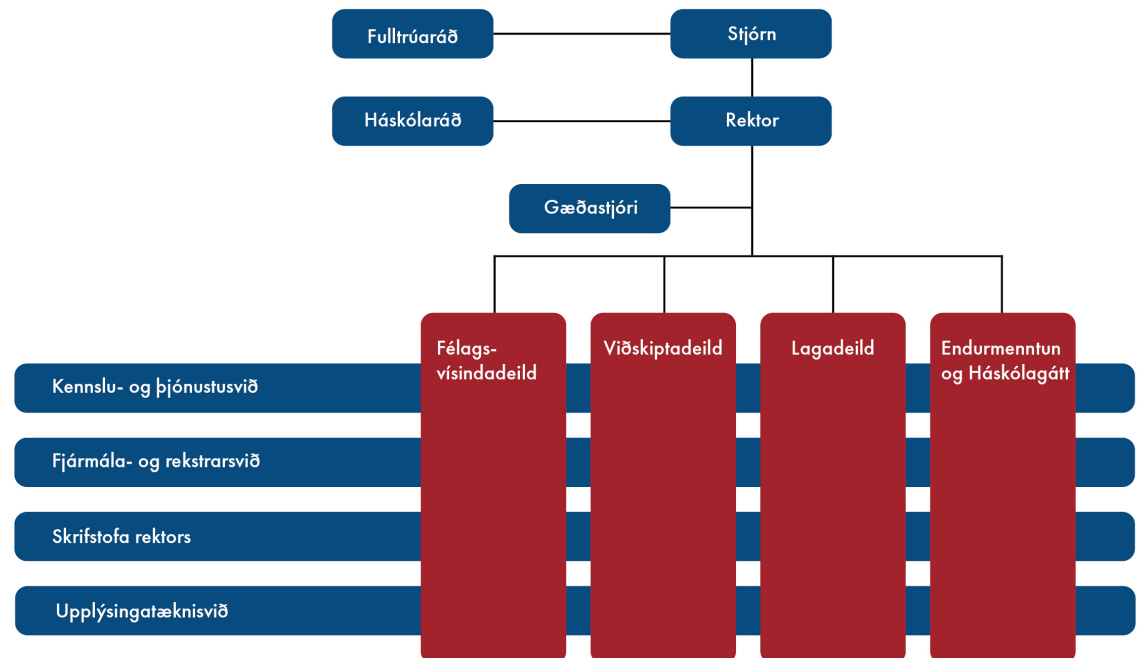 Fulltrúaráð
Stjórn
Háskólaráð
Rektor
Gæðastjóri
Félags-
vísindadeild
Viðskiptadeild
Lagadeild
Endurmenntun
og Háskólagátt
Kennslu- og þjónustusvið
Fjármála- og rekstrarsvið
Skrifstofa rektors
Upplýsingatæknisvið